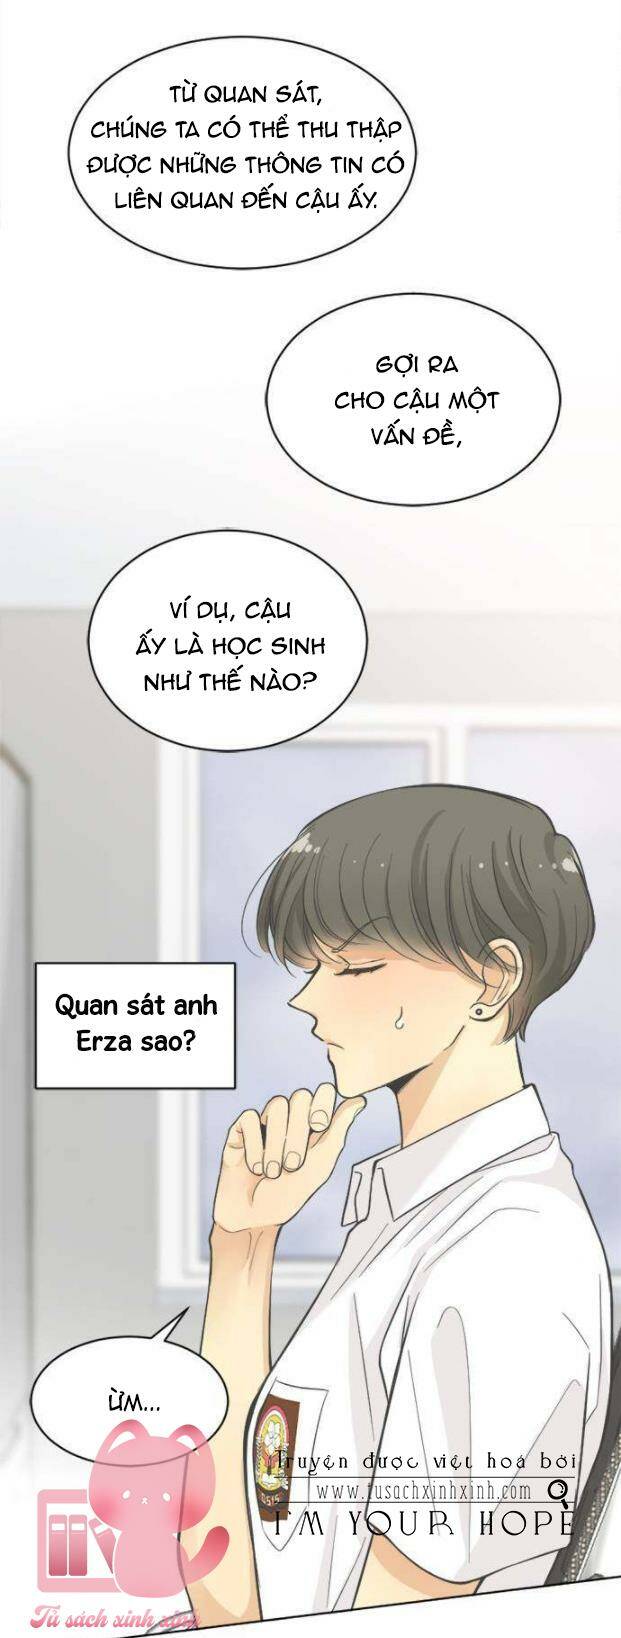 TỪ QUAN SÁT,
CHÚNG TA CÓ THỂ THU THẬP
ĐƯỢC NHỮNG THÔNG TIN CÓ
LIÊN QUAN ĐẾN CẬU ẤY.
GỢI RA
CHO CẬU MỘT
VẤN ĐỀ,
VÍ DỤ, CẬU
ẤY LÀ HỌC SINH
NHƯ THẾ NÀO?
Quan sát anh
Erza sao?
ỪM...
Truyện được việt hoá bởi
www.tusachxinhxinh.com
I'M YOUR HOPE
Tủ sách xinh xinh
OSIS